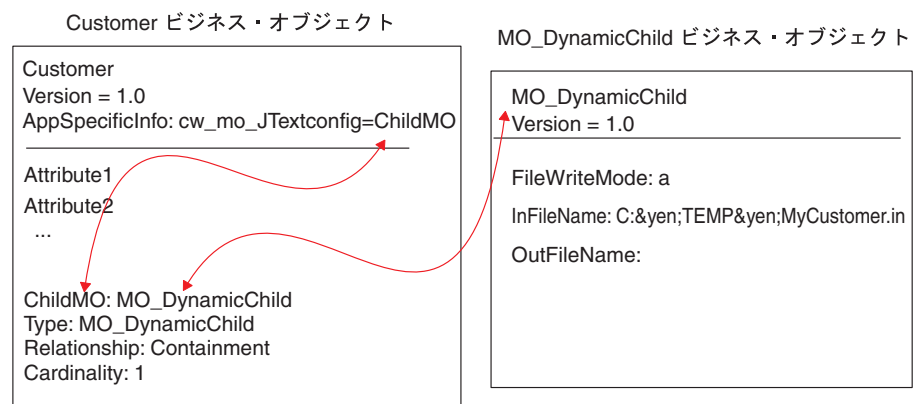 Customer ビジネス・オブジェクト
Customer
Version = 1.0
AppSpecificInfo: cw_mo_JTextconfig=ChildMO
Attribute1
Attribute2
...
ChildMO: MO_DynamicChild
Type: MO_DynamicChild
Relationship: Containment
Cardinality: 1
MO_DynamicChild ビジネス・オブジェクト
MO_DynamicChild
Version = 1.0
FileWriteMode: a
InFileName: C:&yen;TEMP&yen;MyCustomer.in
OutFileName: